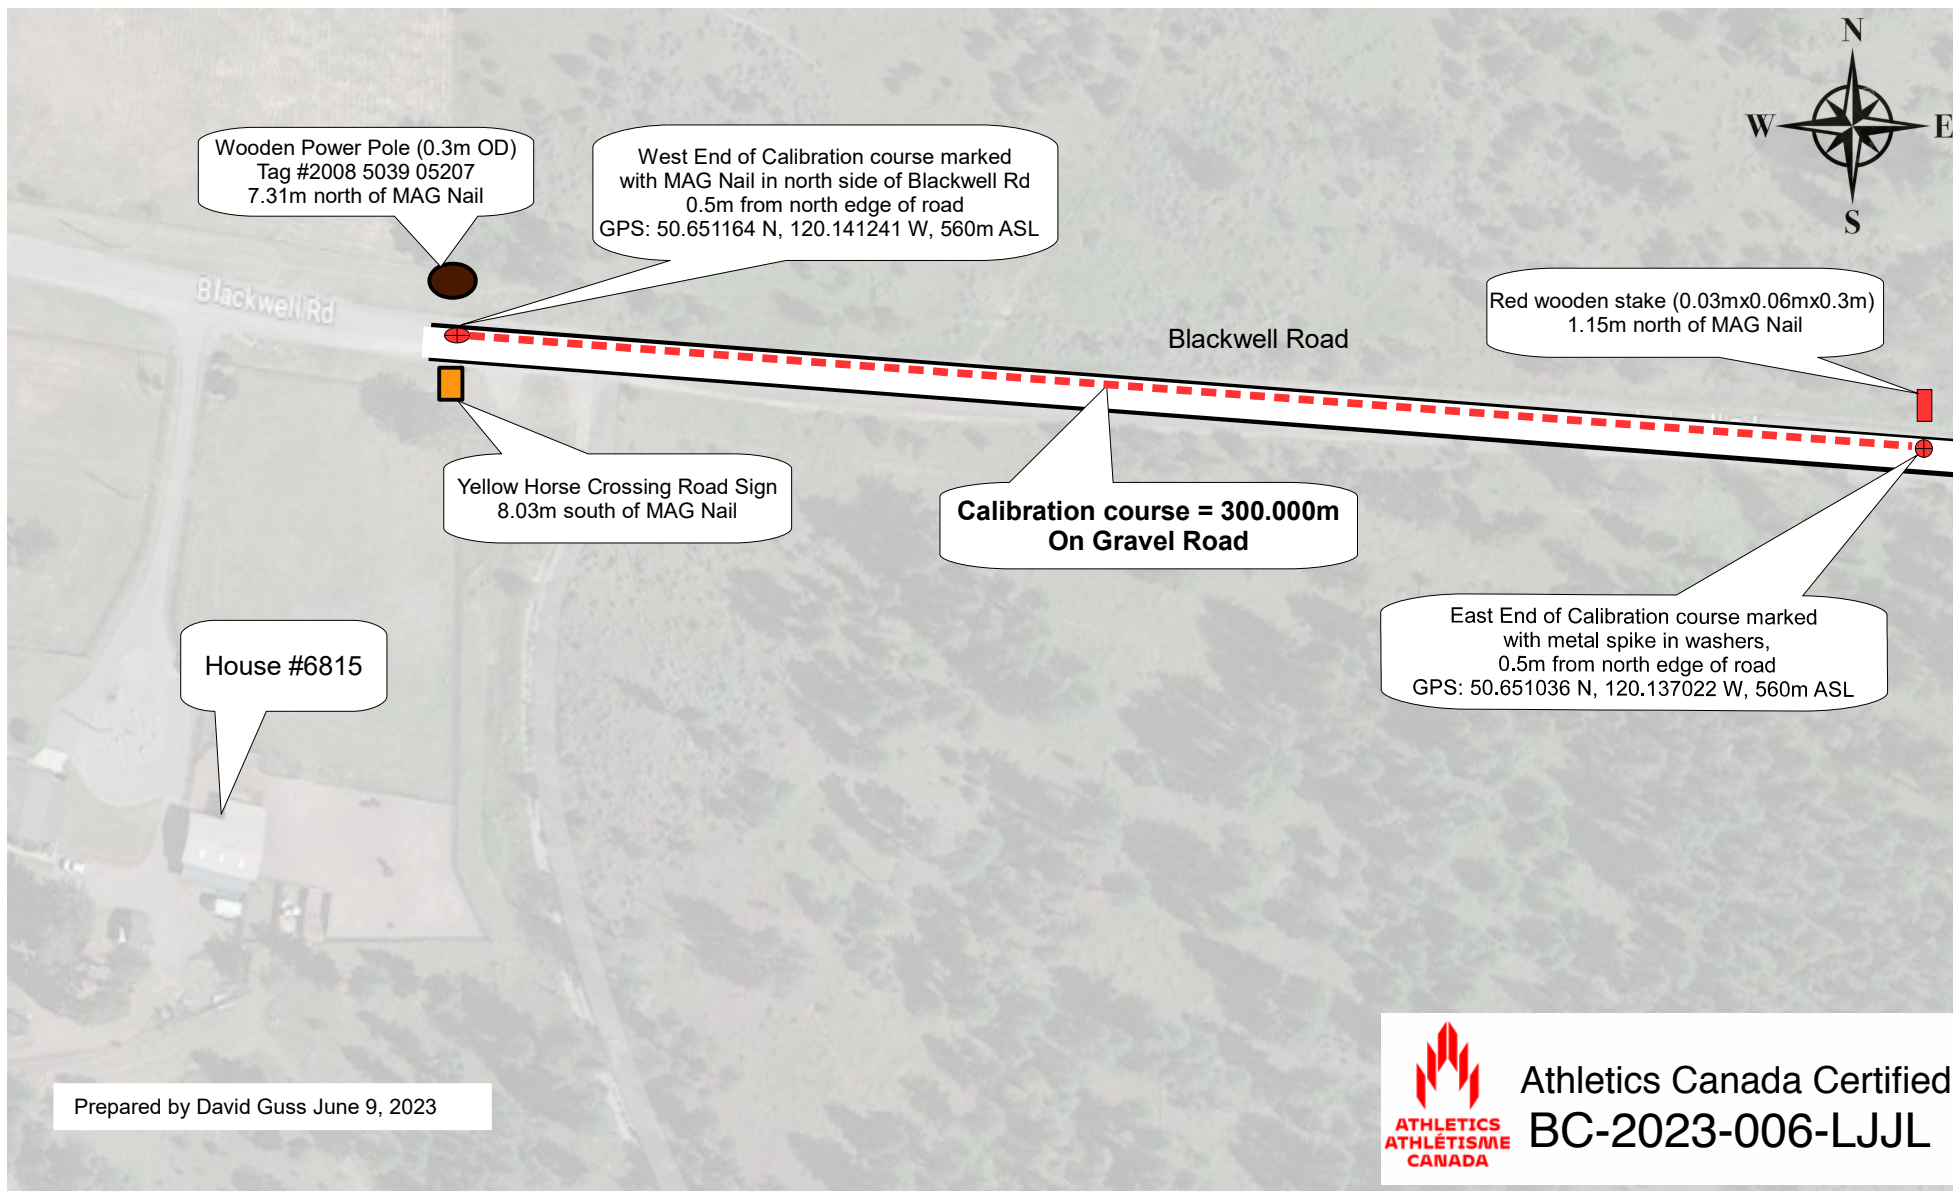 N
W
E
S
Wooden Power Pole (0.3m OD)
Tag #2008 5039 05207
7.31m north of MAG Nail
West End of Calibration course marked
with MAG Nail in north side of Blackwell Rd
0.5m from north edge of road
GPS: 50.651164 N, 120.141241 W, 560m ASL
Blackwell Rd
Blackwell Road
Red wooden stake (0.03mx0.06mx0.3m)
1.15m north of MAG Nail
Yellow Horse Crossing Road Sign
8.03m south of MAG Nail
Calibration course = 300.000m
On Gravel Road
East End of Calibration course marked
with metal spike in washers,
0.5m from north edge of road
GPS: 50.651036 N, 120.137022 W, 560m ASL
House #6815
Prepared by David Guss June 9, 2023
ATHLETICS
ATHLÉTISME
CANADA
Athletics Canada Certified
BC-2023-006-LJJL